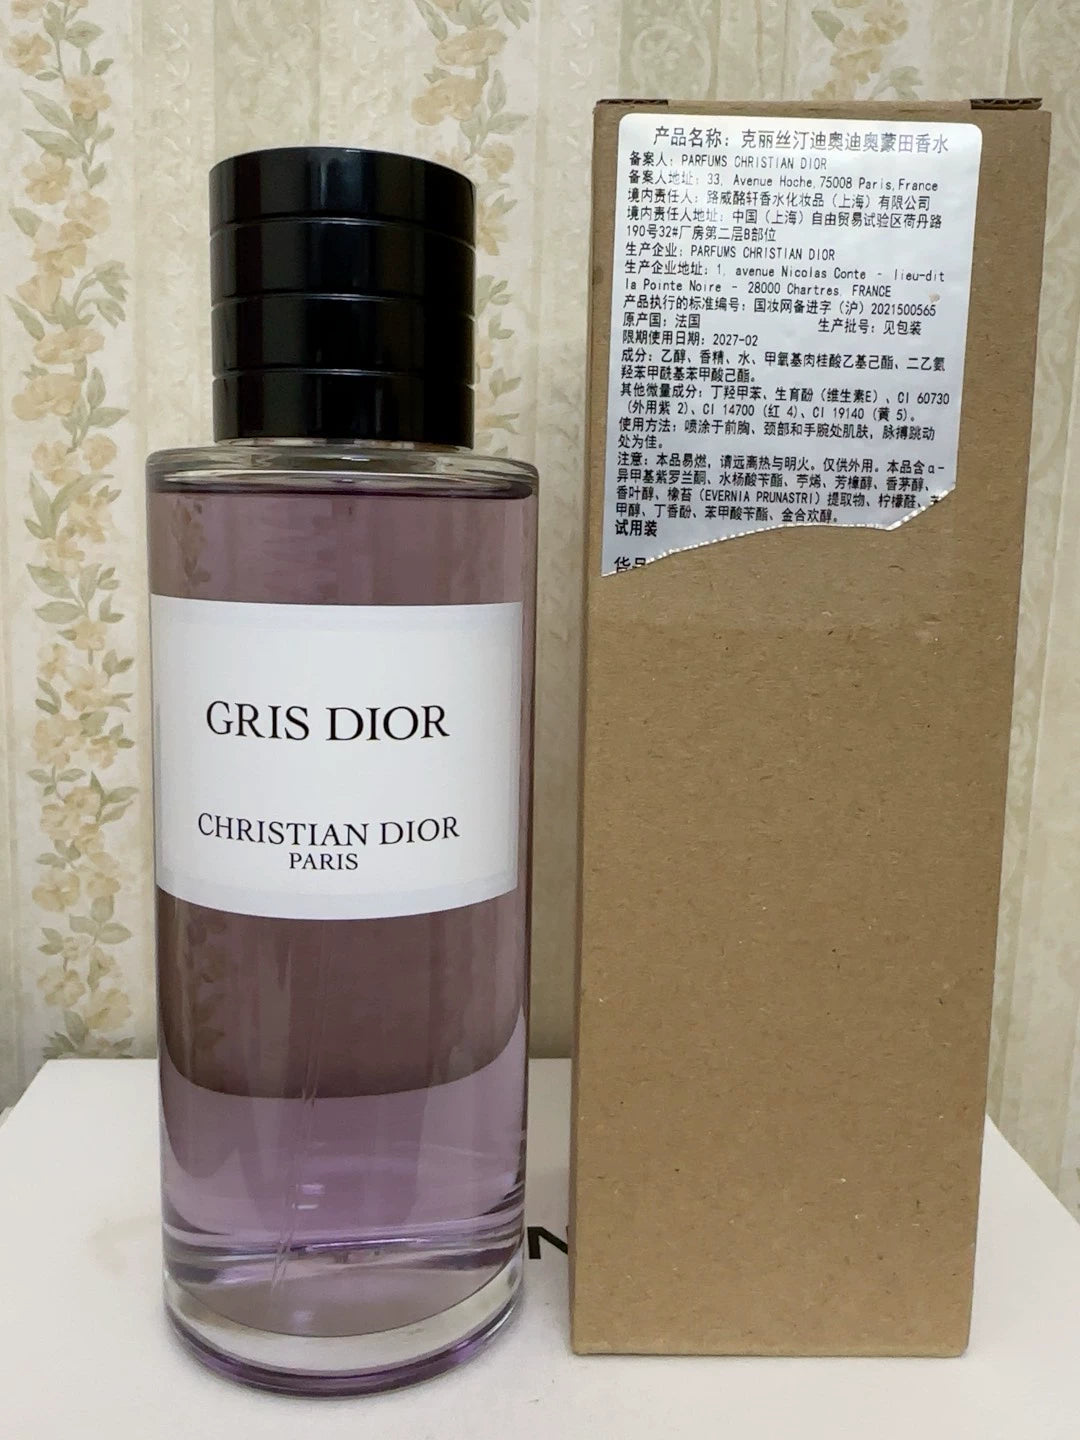 GRIS DIOR
CHRISTIAN DIOR
PARIS
产品名称：克丽丝汀迪奥迪奥蒙田香水
备案人：PARFUMS CHRISTIAN DIOR
备案人地址：33, Avenue Hoche,75008 Paris,France
境内责任人：路威酩轩香水化妆品（上海）有限公司
境内责任人地址：中国（上海）自由贸易试验区荷丹路
190号32#厂房第二层B部位
生产企业：PARFUMS CHRISTIAN DIOR
生产企业地址：1, avenue Nicolas Conte - lieu-dit
la Pointe Noire - 28000 Chartres, FRANCE
产品执行的标准编号：国妆网备进字（沪）2021500565
原产国：法国 生产批号：见包装
限期使用日期：2027-02
成分：乙醇、香精、水、甲氧基肉桂酸乙基己酯、二乙氨
羟苯甲酰基苯甲酸己酯。
其他微量成分：丁羟甲苯、生育酚（维生素E）、CI 60730
（外用紫 2）、CI 14700（红 4）、CI 19140（黄 5）。
使用方法：喷涂于前胸、颈部和手腕处肌肤，脉搏跳动
处为佳。
注意：本品易燃，请远离热与明火。仅供外用。本品含α-
异甲基紫罗兰酮、水杨酸苄酯、苧烯、芳樟醇、香茅醇、
香叶醇、橡苔（EVERNIA PRUNASTRI）提取物、柠檬醛、
甲醇、丁香酚、苯甲酸苄酯、金合欢醇。
试用装
货品
N